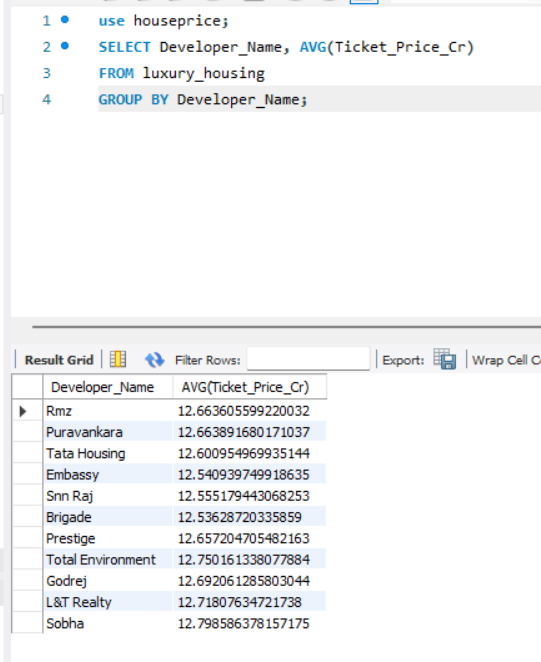 1 use houseprice;
2 SELECT Developer_Name, AVG(Ticket_Price_Cr)
3 FROM luxury_housing
4 GROUP BY Developer_Name;
Result Grid Filter Rows: Export: Wrap Cell Co
Developer_Name AVG(Ticket_Price_Cr)
Rmz 12.663605599220032
Puravankara 12.663891680171037
Tata Housing 12.600954969935144
Embassy 12.540939749918635
Snn Raj 12.555179443068253
Brigade 12.53628720335859
Prestige 12.657204705482163
Total Environment 12.750161338077884
Godrej 12.692061285803044
L&T Realty 12.71807634721738
Sobha 12.798586378157175